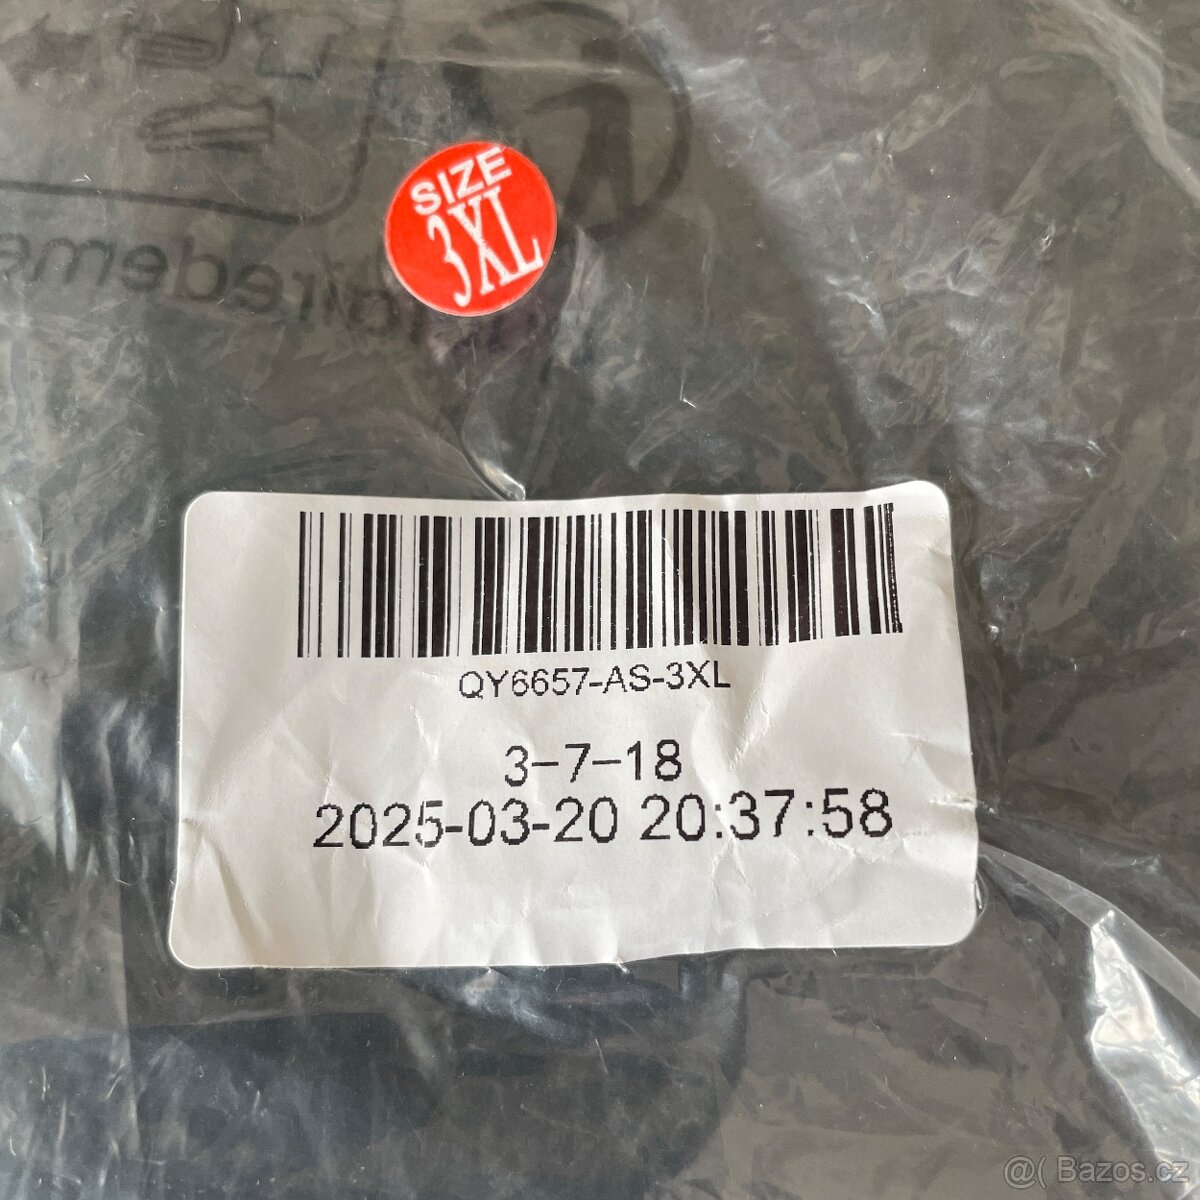 SIZE
3XL
QY6657-AS-3XL
3-7-18
2025-03-20 20:37:58
@( Bazos.cz